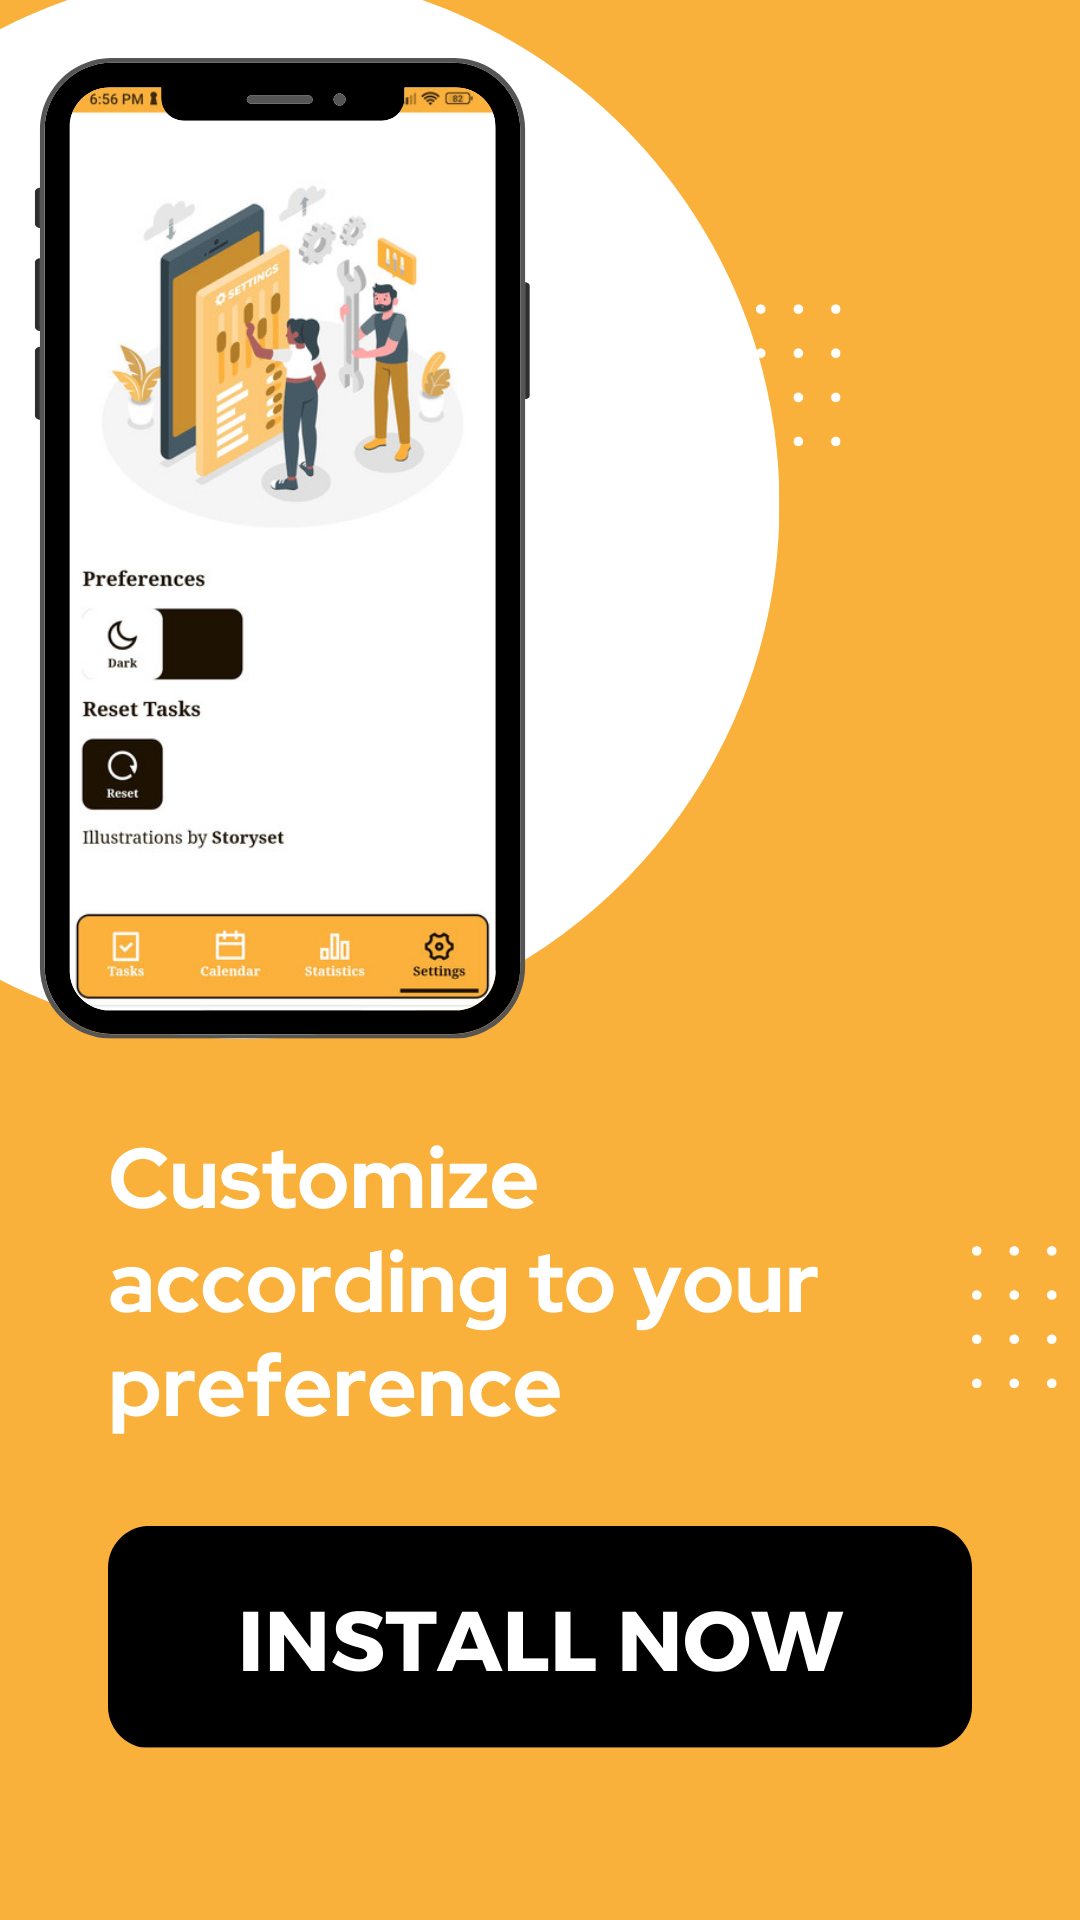 6:56 PM
82
SETTINGS
Preferences
Dark
Reset Tasks
Reset
Illustrations by Storyset
Tasks
Calendar
Statistics
Settings
Customize
according to your
preference
INSTALL NOW